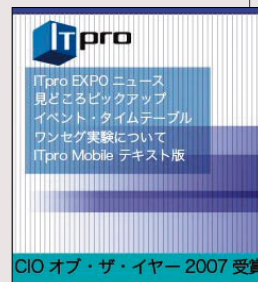 ITpro
ITpro EXPO ニュース
見どころピックアップ
イベント・タイムテーブル
ワンセグ実験について
ITpro Mobile テキスト版
CIO オブ・ザ・イヤー 2007 受賞